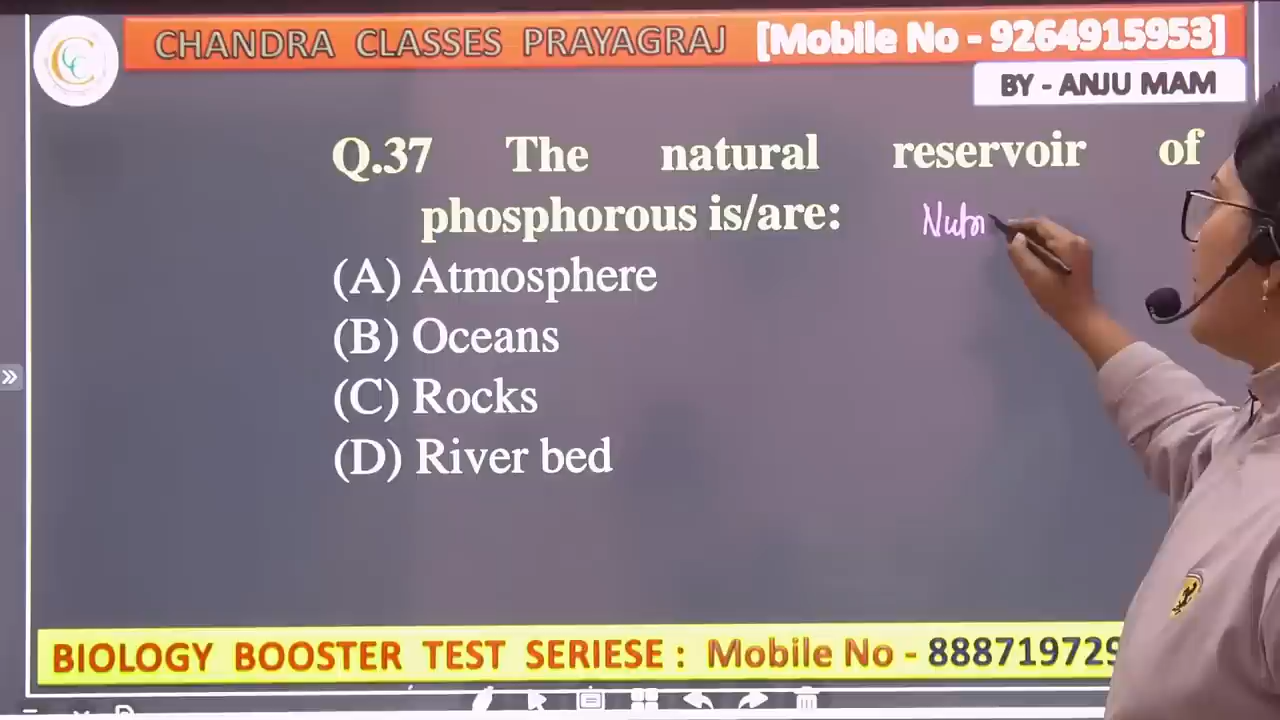 CHANDRA CLASSES PRAYAGRAJ [Mobile No - 9264915953]
BY - ANJU MAM
Q.37 The natural reservoir of
phosphorous is/are:
(A) Atmosphere
(B) Oceans
(C) Rocks
(D) River bed
BIOLOGY BOOSTER TEST SERIESE : Mobile No - 888719729